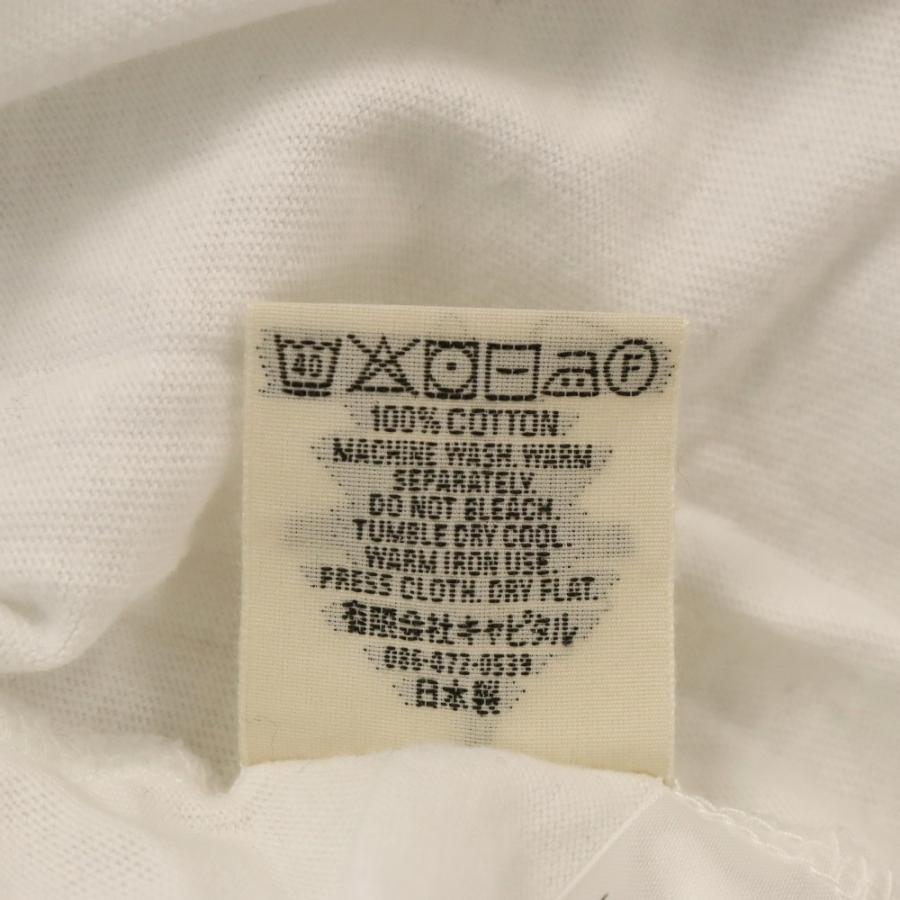 40 F
100% COTTON
MACHINE WASH. WARM
SEPARATELY.
DO NOT BLEACH.
TUMBLE DRY COOL.
WARM IRON USE.
PRESS CLOTH. DRY FLAT.
有限会社キャピタル
086-472-0539
日本製